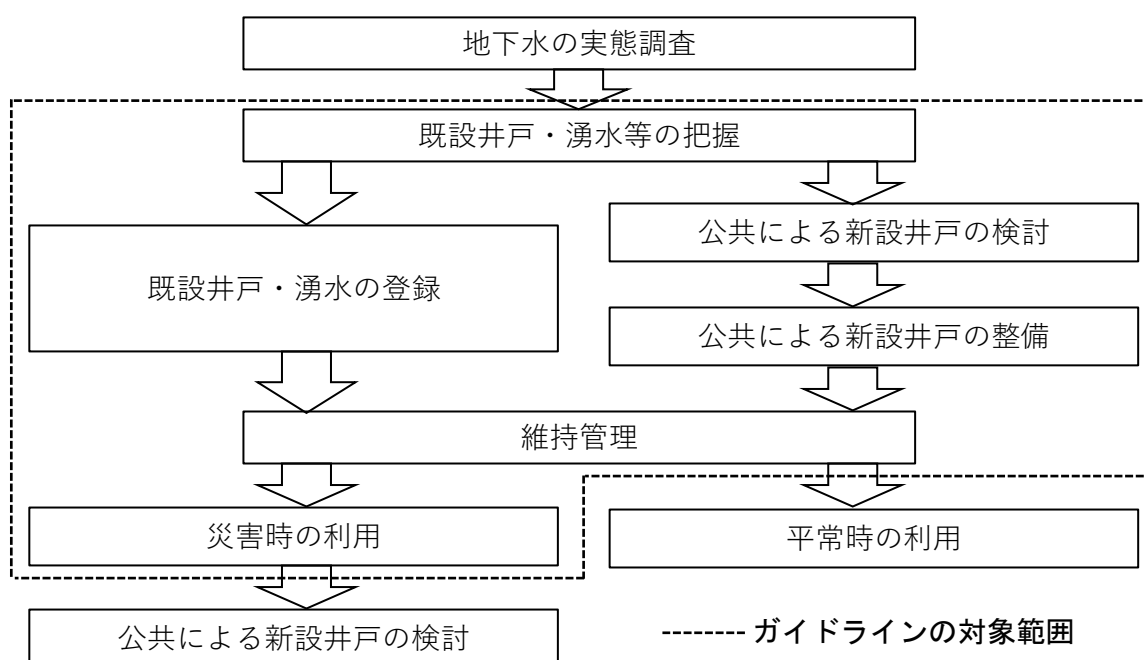 地下水の実態調査
既設井戸・湧水等の把握
既設井戸・湧水の登録
公共による新設井戸の検討
公共による新設井戸の整備
維持管理
災害時の利用
平常時の利用
公共による新設井戸の検討
-------- ガイドラインの対象範囲